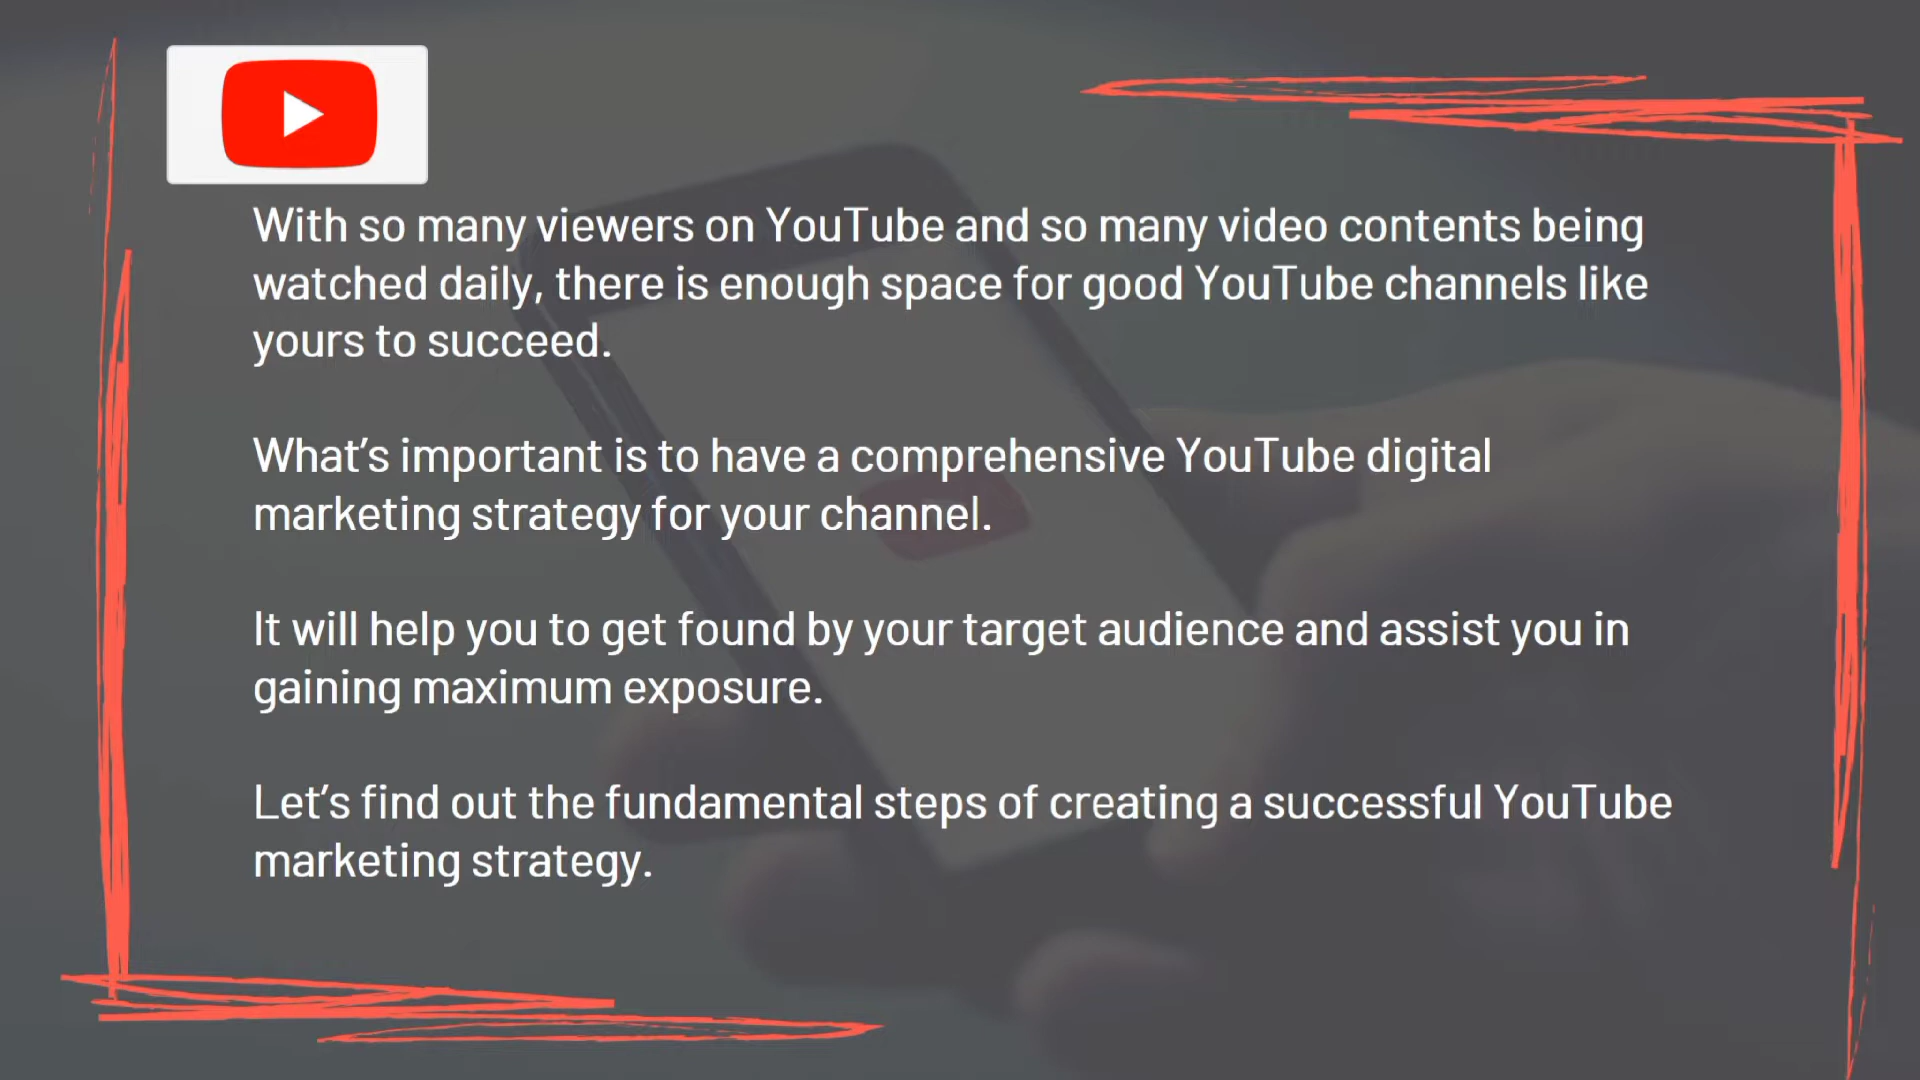 With so many viewers on YouTube and so many video contents being
watched daily, there is enough space for good YouTube channels like
yours to succeed.
What’s important is to have a comprehensive YouTube digital
marketing strategy for your channel.
It will help you to get found by your target audience and assist you in
gaining maximum exposure.
Let’s find out the fundamental steps of creating a successful YouTube
marketing strategy.